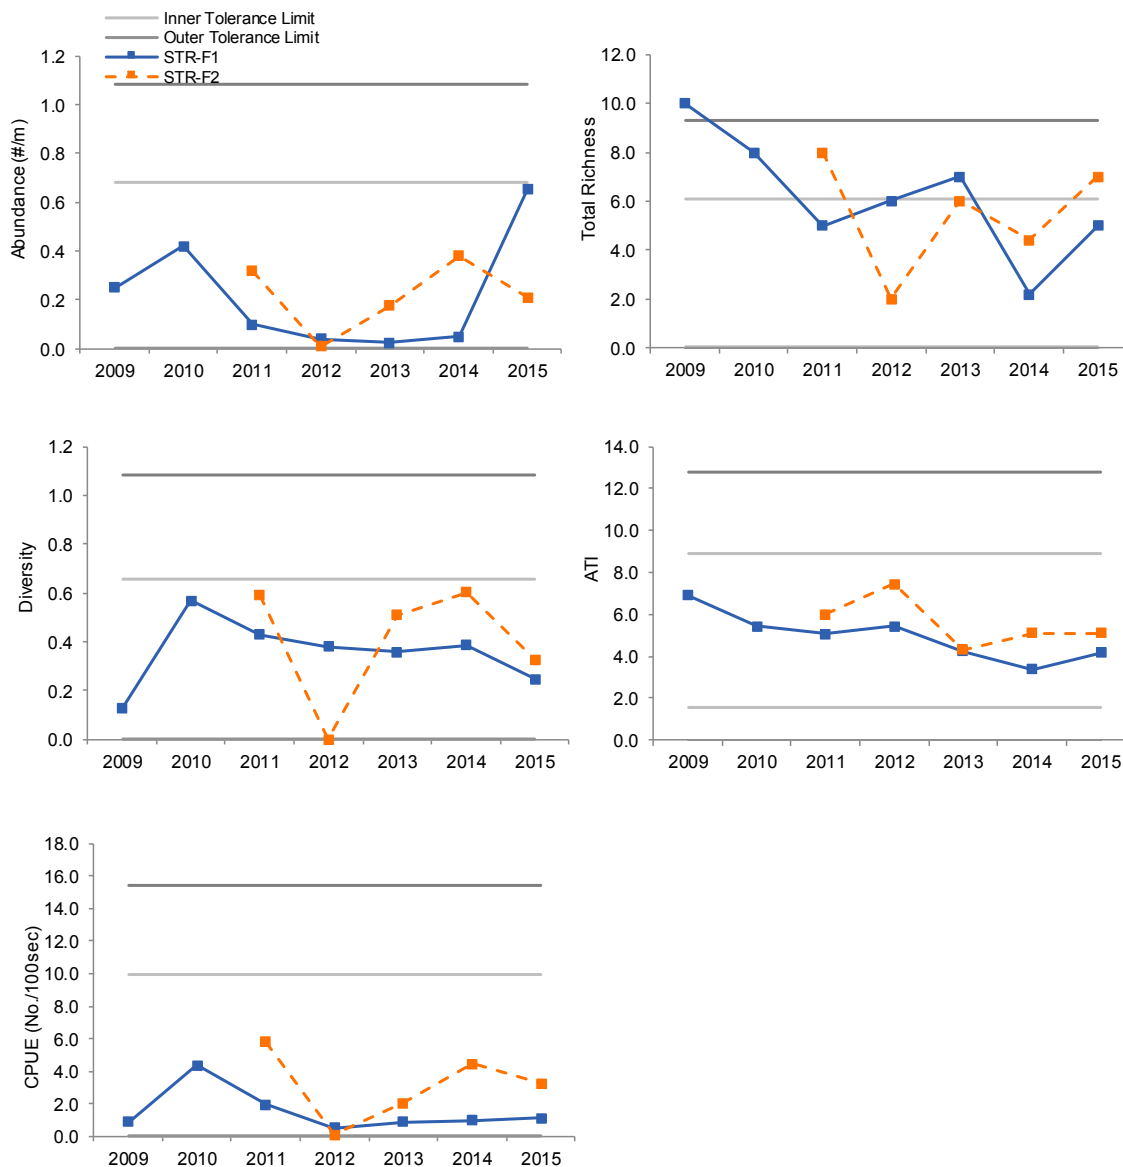 Inner Tolerance Limit
Outer Tolerance Limit
STR-F1
STR-F2
Abundance (#/m)
1.2
1.0
0.8
0.6
0.4
0.2
0.0
2009 2010 2011 2012 2013 2014 2015
Total Richness
12.0
10.0
8.0
6.0
4.0
2.0
0.0
2009 2010 2011 2012 2013 2014 2015
Diversity
1.2
1.0
0.8
0.6
0.4
0.2
0.0
2009 2010 2011 2012 2013 2014 2015
ATI
14.0
12.0
10.0
8.0
6.0
4.0
2.0
0.0
2009 2010 2011 2012 2013 2014 2015
CPUE (No./100sec)
18.0
16.0
14.0
12.0
10.0
8.0
6.0
4.0
2.0
0.0
2009 2010 2011 2012 2013 2014 2015